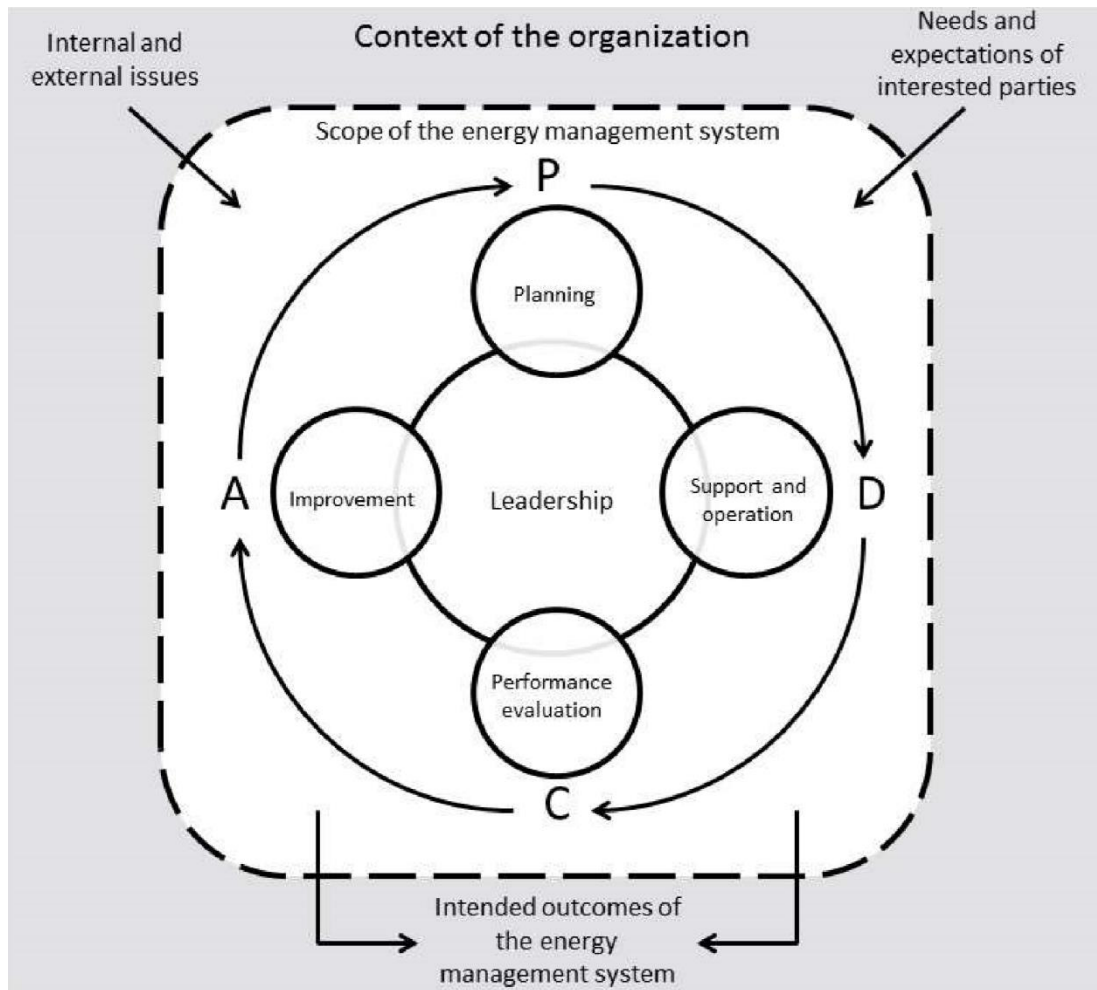 Internal and
external issues
Context of the organization
Needs and
expectations of
interested parties
Scope of the energy management system
P
Planning
A
Improvement
Leadership
Support and
operation
D
Performance
evaluation
C
Intended outcomes of
the energy
management system